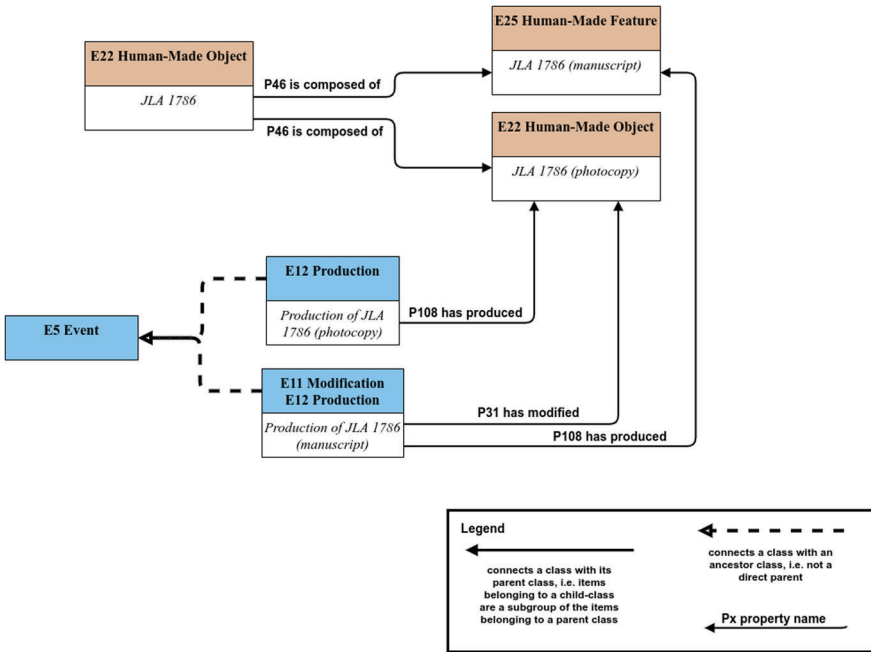 E25 Human-Made Feature
JLA 1786 (manuscript)
E22 Human-Made Object
JLA 1786
P46 is composed of
P46 is composed of
E22 Human-Made Object
JLA 1786 (photocopy)
E12 Production
Production of JLA
1786 (photocopy)
P108 has produced
E5 Event
E11 Modification
E12 Production
Production of JLA 1786
(manuscript)
P31 has modified
P108 has produced
Legend
connects a class with its
parent class, i.e. items
belonging to a child-class
are a subgroup of the items
belonging to a parent class
connects a class with an
ancestor class, i.e. not a
direct parent
Px property name